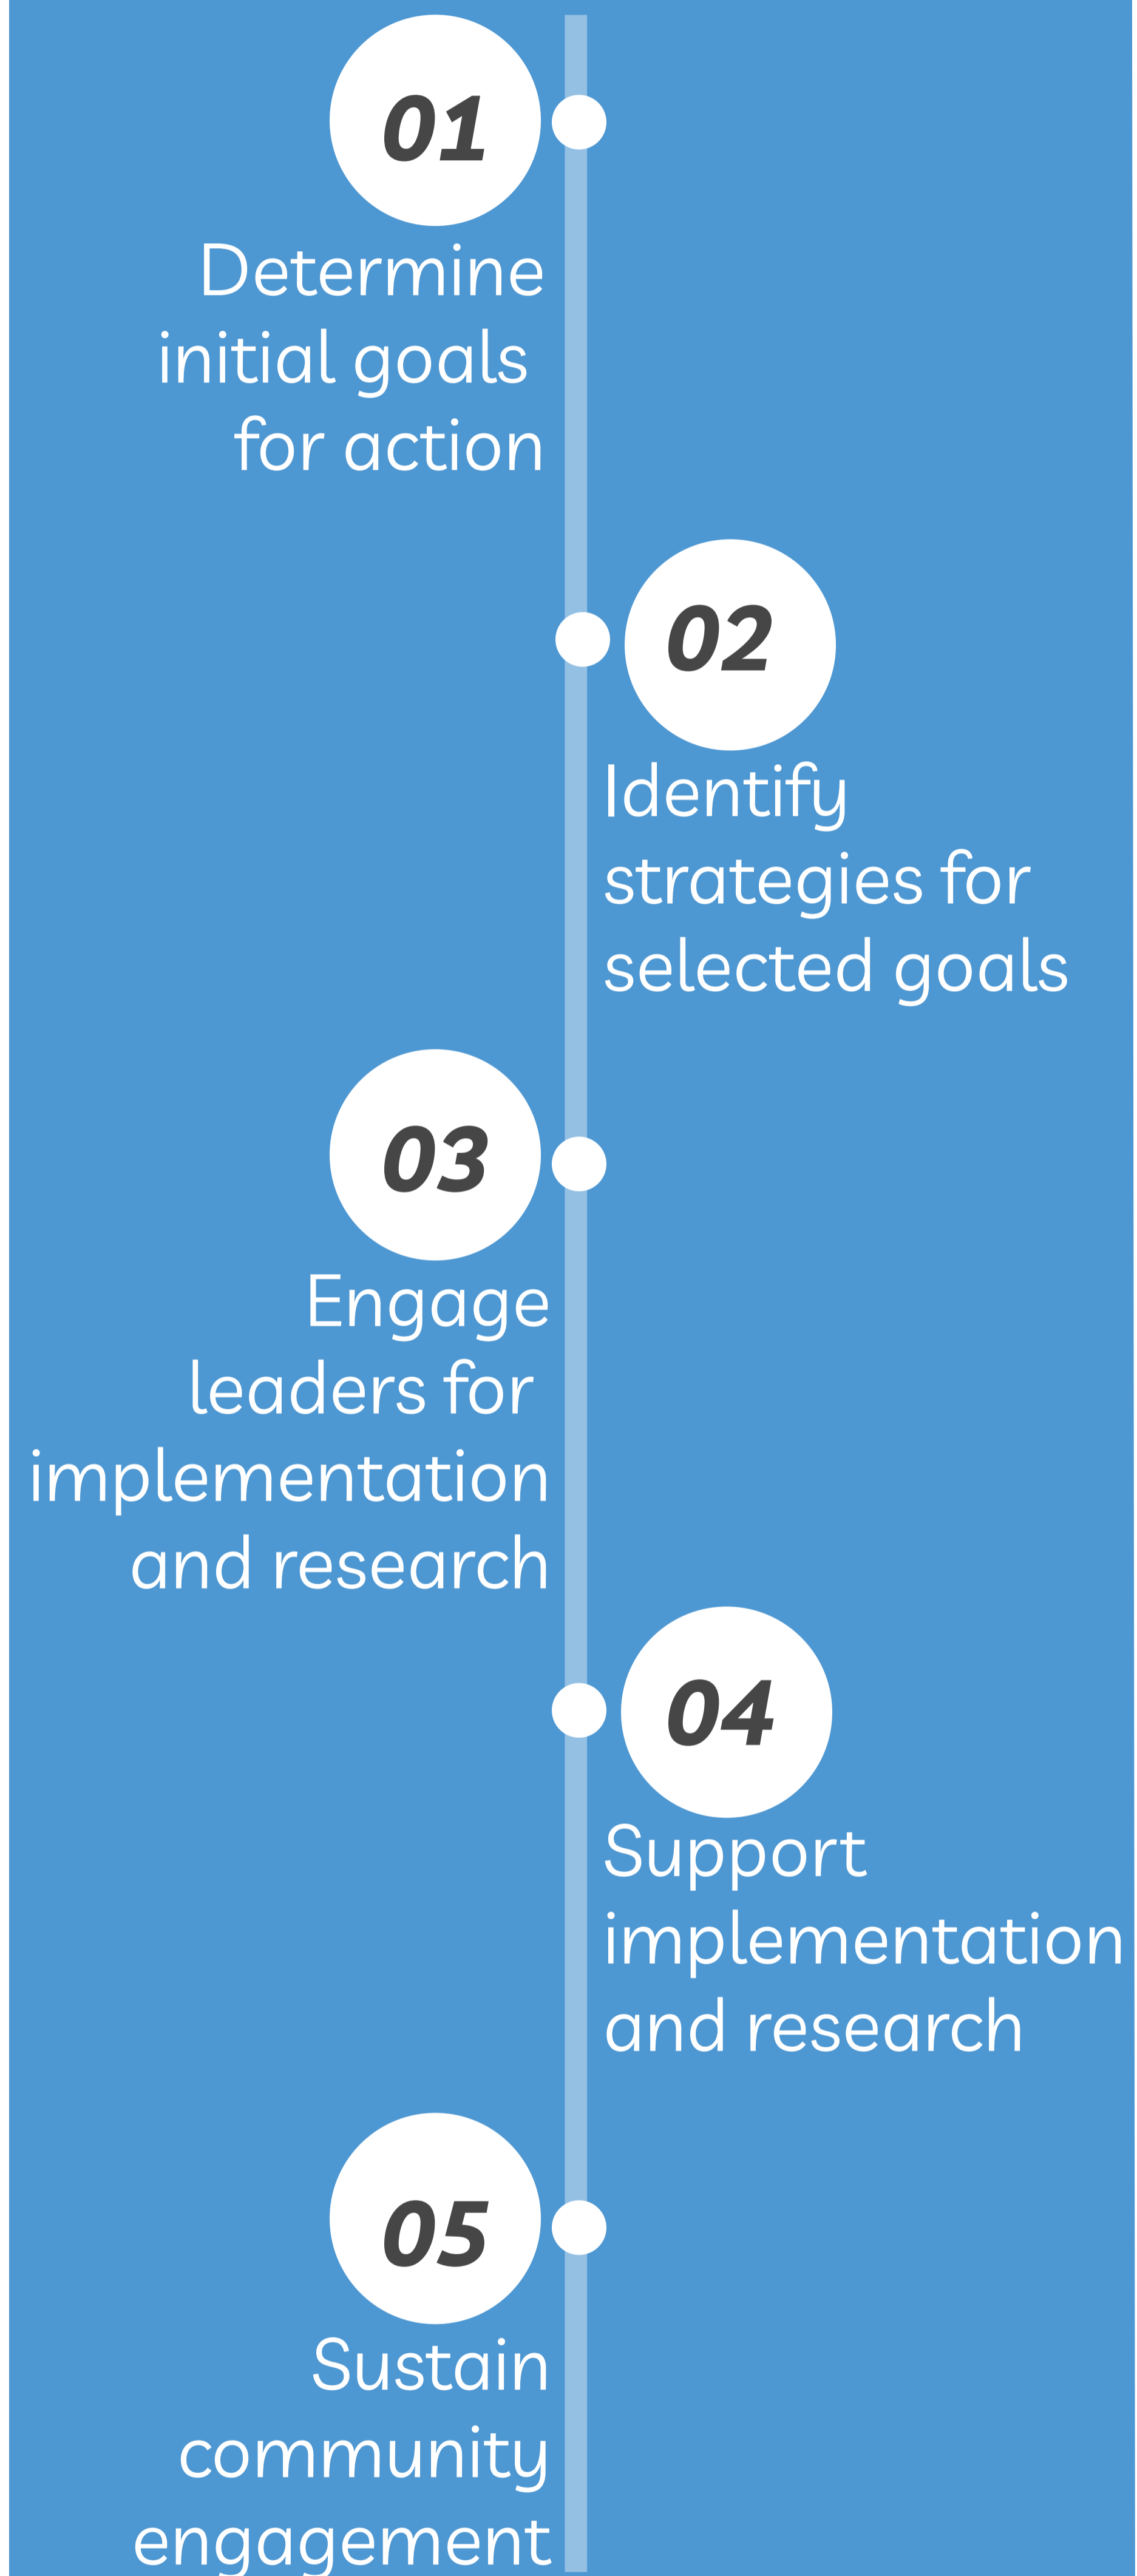 01
Determine
initial goals
for action
02
Identify
strategies for
selected goals
03
Engage
leaders for
implementation
and research
04
Support
implementation
and research
05
Sustain
community
engagement